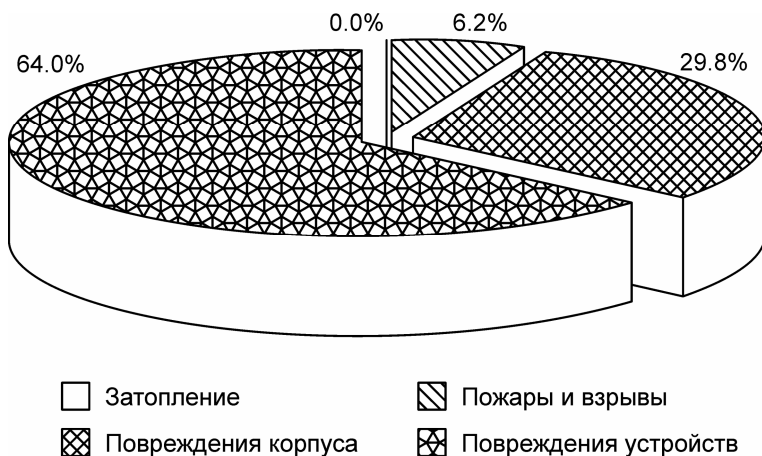 0.0%
6.2%
64.0%
29.8%
Затопление
Пожары и взрывы
Повреждения корпуса
Повреждения устройств